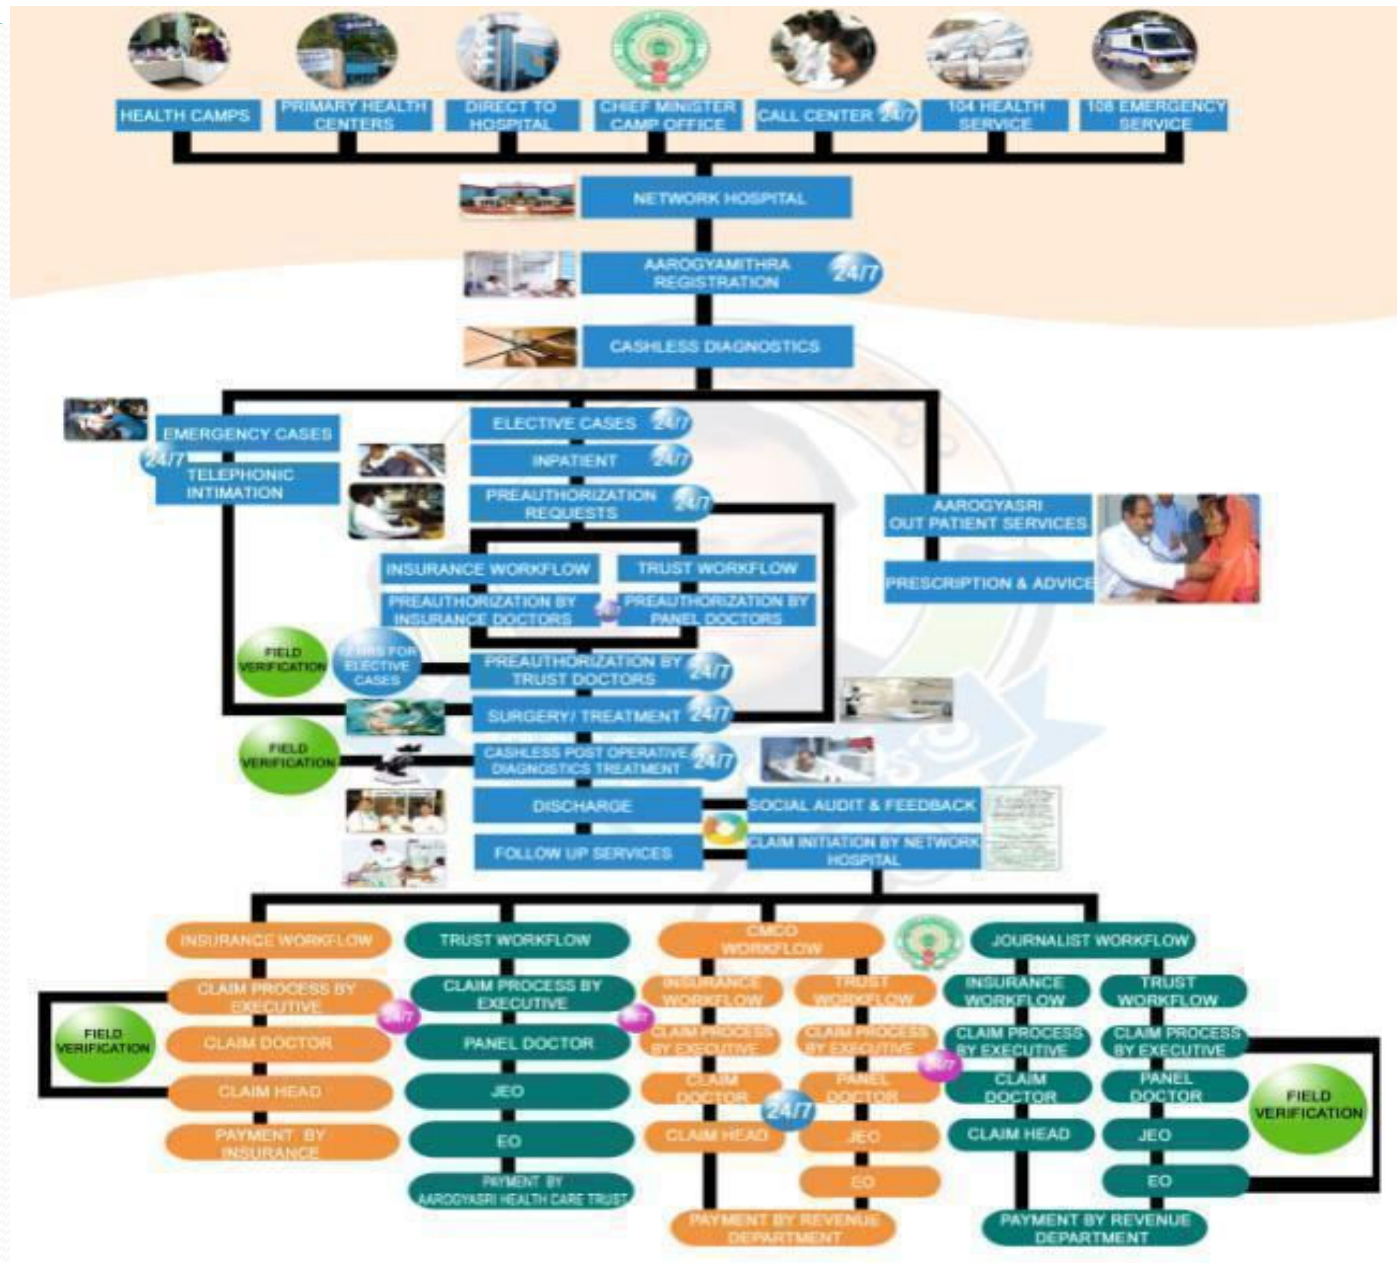 HEALTH CAMPS
PRIMARY HEALTH
CENTERS
DIRECT TO
HOSPITAL
CHIEF MINISTER
CAMP OFFICE
CALL CENTER 24/7
104 HEALTH
SERVICE
108 EMERGENCY
SERVICE
NETWORK HOSPITAL
AAROGYAMITHRA
REGISTRATION
24/7
CASHLESS DIAGNOSTICS
EMERGENCY CASES
24/7
TELEPHONIC
INTIMATION
ELECTIVE CASES 24/7
INPATIENT 24/7
PREAUTHORIZATION
REQUESTS
24/7
AAROGYASRI
OUT PATIENT SERVICES
PRESCRIPTION & ADVICE
INSURANCE WORKFLOW
TRUST WORKFLOW
PREAUTHORIZATION BY
INSURANCE DOCTORS
PREAUTHORIZATION BY
PANEL DOCTORS
FIELD
VERIFICATION
HRS FOR
ELECTIVE
CASES
PREAUTHORIZATION BY
TRUST DOCTORS
24/7
SURGERY/ TREATMENT 24/7
FIELD
VERIFICATION
CASHLESS POST OPERATIVE
DIAGNOSTICS TREATMENT
24/7
DISCHARGE
SOCIAL AUDIT & FEEDBACK
FOLLOW UP SERVICES
CLAIM INITIATION BY NETWORK
HOSPITAL
INSURANCE WORKFLOW
CLAIM PROCESS BY
EXECUTIVE
24/7
FIELD
VERIFICATION
CLAIM DOCTOR
CLAIM HEAD
PAYMENT BY
INSURANCE
TRUST WORKFLOW
CLAIM PROCESS BY
EXECUTIVE
24/7
PANEL DOCTOR
JEO
EO
PAYMENT BY
AAROGYASRI HEALTH CARE TRUST
CMCO
WORKFLOW
INSURANCE
WORKFLOW
CLAIM PROCESS
BY EXECUTIVE
CLAIM
DOCTOR
24/7
CLAIM HEAD
TRUST
WORKFLOW
CLAIM PROCESS
BY EXECUTIVE
24/7
PANEL
DOCTOR
JEO
EO
PAYMENT BY REVENUE
DEPARTMENT
JOURNALIST WORKFLOW
INSURANCE
WORKFLOW
CLAIM PROCESS
BY EXECUTIVE
CLAIM
DOCTOR
CLAIM HEAD
TRUST
WORKFLOW
CLAIM PROCESS
BY EXECUTIVE
PANEL
DOCTOR
JEO
EO
FIELD
VERIFICATION
PAYMENT BY REVENUE
DEPARTMENT